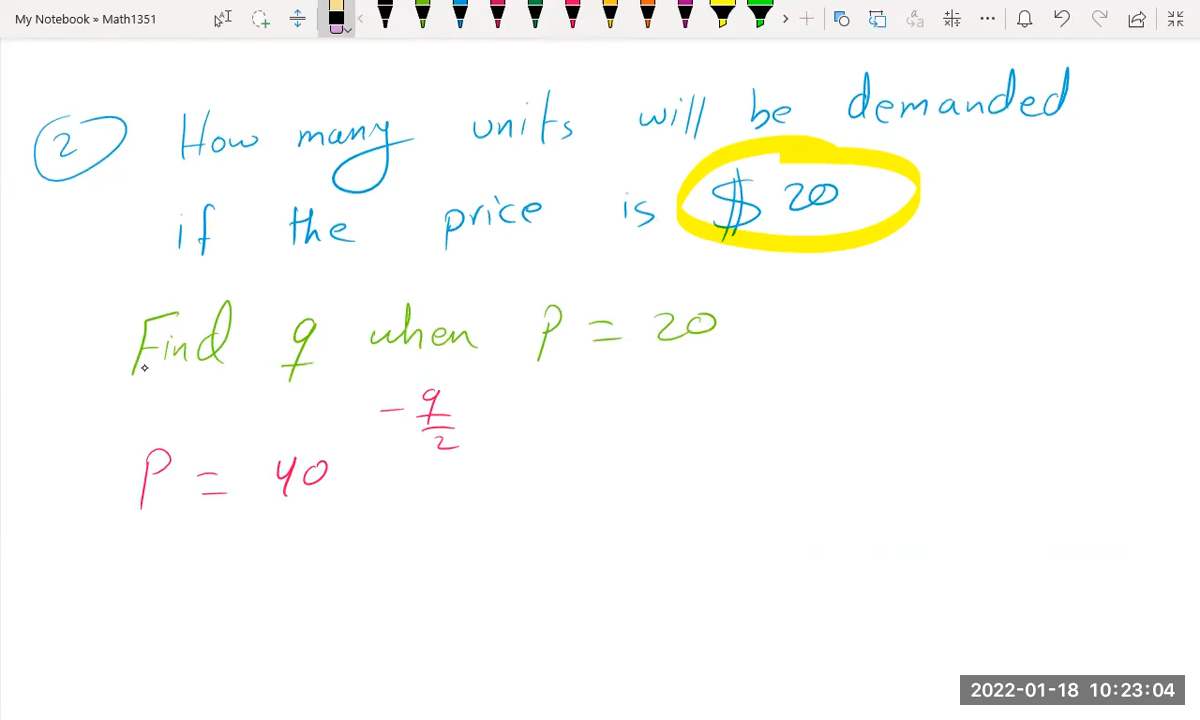 My Notebook » Math1351
2 How many units will be demanded
if the price is $ 20
Find q when P = 20
P = 40 - q/2
2022-01-18 10:23:04